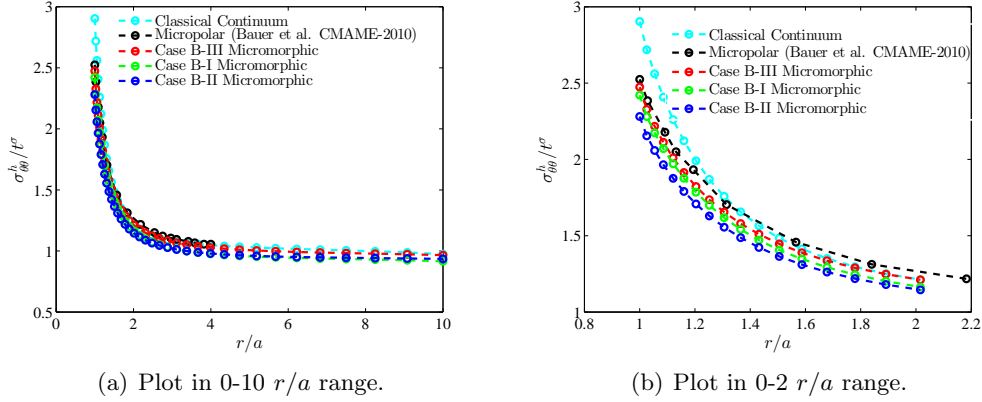 3
2.5
2
1.5
1
0.5
0
2
4
6
8
10
r/a
σ^h_θθ/t^σ
Classical Continuum
Micropolar (Bauer et al. CMAME-2010)
Case B-III Micromorphic
Case B-I Micromorphic
Case B-II Micromorphic
(a) Plot in 0-10 r/a range.
3
2.5
2
1.5
1
0.8
1
1.2
1.4
1.6
1.8
2
2.2
r/a
σ^h_θθ/t^σ
Classical Continuum
Micropolar (Bauer et al. CMAME-2010)
Case B-III Micromorphic
Case B-I Micromorphic
Case B-II Micromorphic
(b) Plot in 0-2 r/a range.